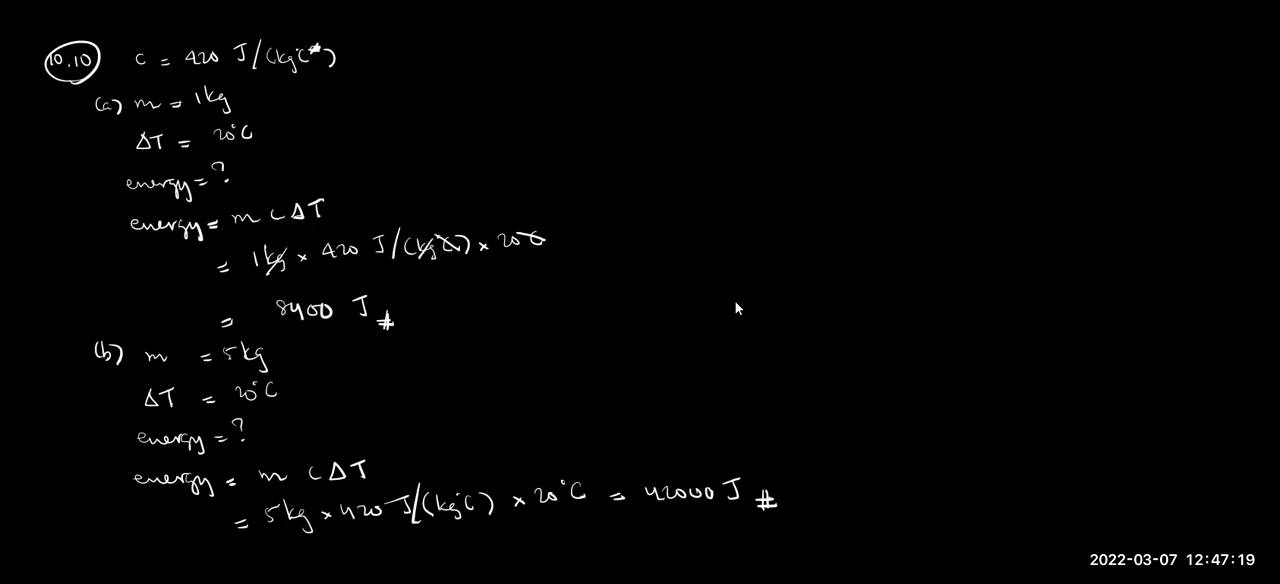 10.10 C = 420 J/(kg°C)
(a) m = 1kg
ΔT = 20°C
energy = ?
energy = m c ΔT
= 1kg × 420 J/(kg°C) × 20°C
= 8400 J #
(b) m = 5kg
ΔT = 20°C
energy = ?
energy = m c ΔT
= 5kg × 420 J/(kg°C) × 20°C = 42000 J #
2022-03-07 12:47:19